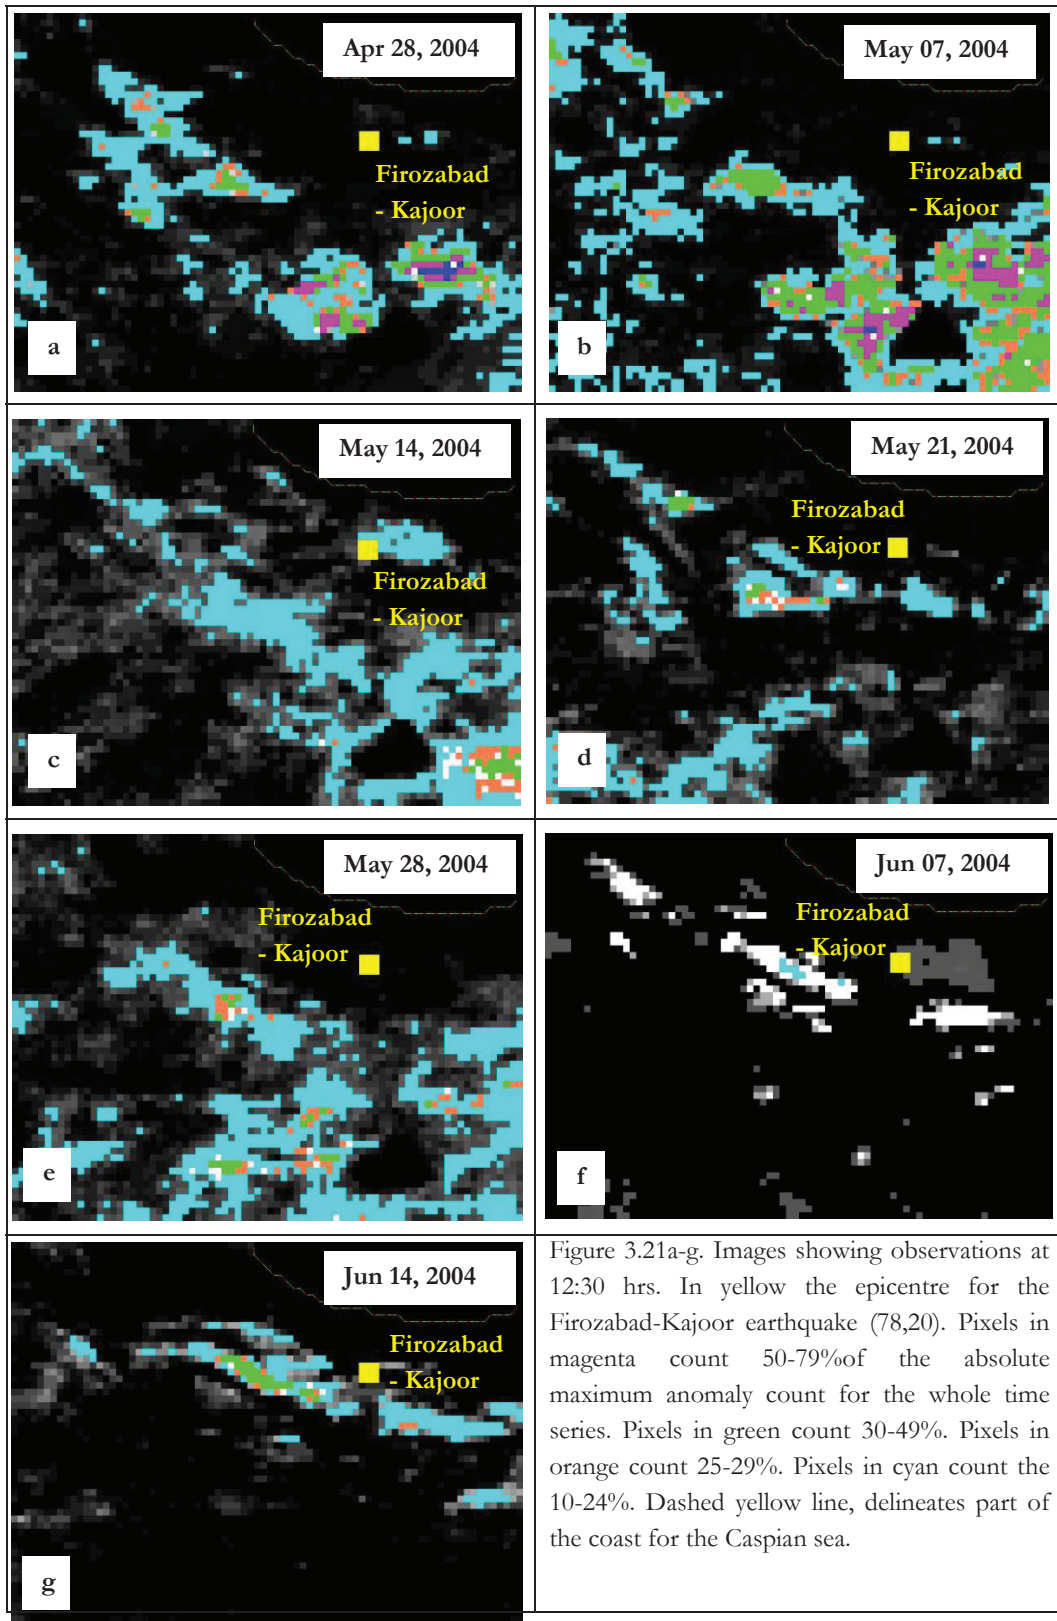 Apr 28, 2004
Firozabad
- Kajoor
a
May 07, 2004
Firozabad
- Kajoor
b
May 14, 2004
Firozabad
- Kajoor
c
May 21, 2004
Firozabad
- Kajoor
d
May 28, 2004
Firozabad
- Kajoor
e
Jun 07, 2004
Firozabad
- Kajoor
f
Jun 14, 2004
Firozabad
- Kajoor
g
Figure 3.21a-g. Images showing observations at
12:30 hrs. In yellow the epicentre for the
Firozabad-Kajoor earthquake (78,20). Pixels in
magenta count 50-79%of the absolute
maximum anomaly count for the whole time
series. Pixels in green count 30-49%. Pixels in
orange count 25-29%. Pixels in cyan count the
10-24%. Dashed yellow line, delineates part of
the coast for the Caspian sea.